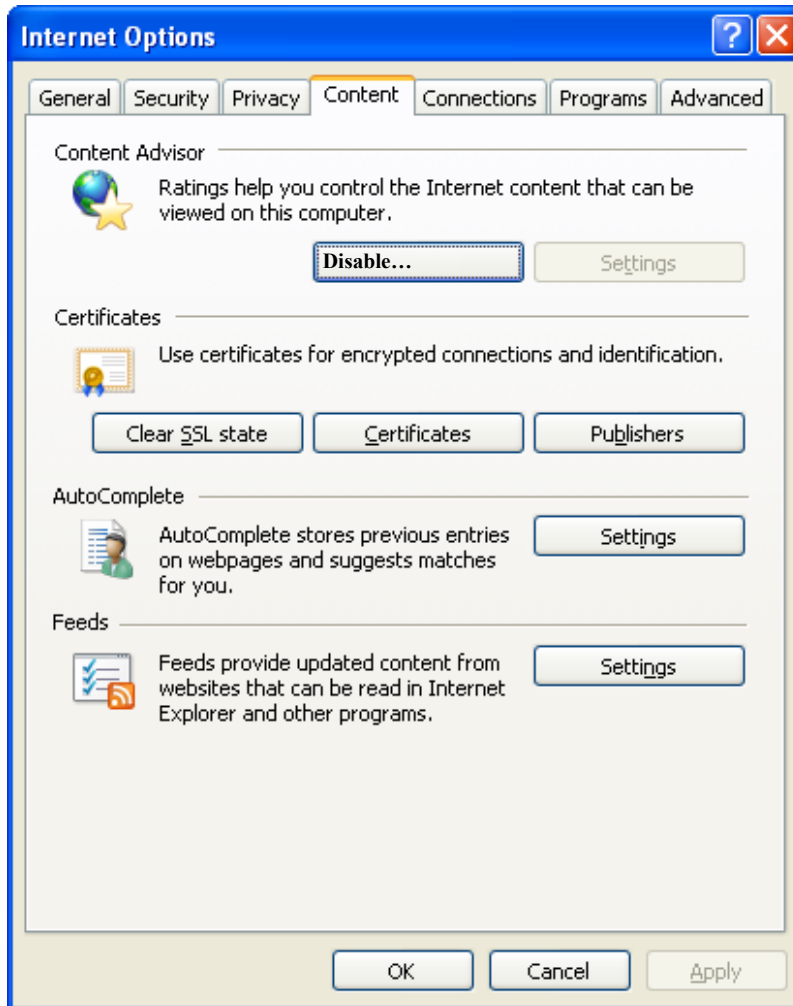 Internet Options
General Security Privacy Content Connections Programs Advanced
Content Advisor
Ratings help you control the Internet content that can be
viewed on this computer.
Disable... Settings
Certificates
Use certificates for encrypted connections and identification.
Clear SSL state Certificates Publishers
AutoComplete
AutoComplete stores previous entries
on webpages and suggests matches
for you.
Settings
Feeds
Feeds provide updated content from
websites that can be read in Internet
Explorer and other programs.
Settings
OK Cancel Apply